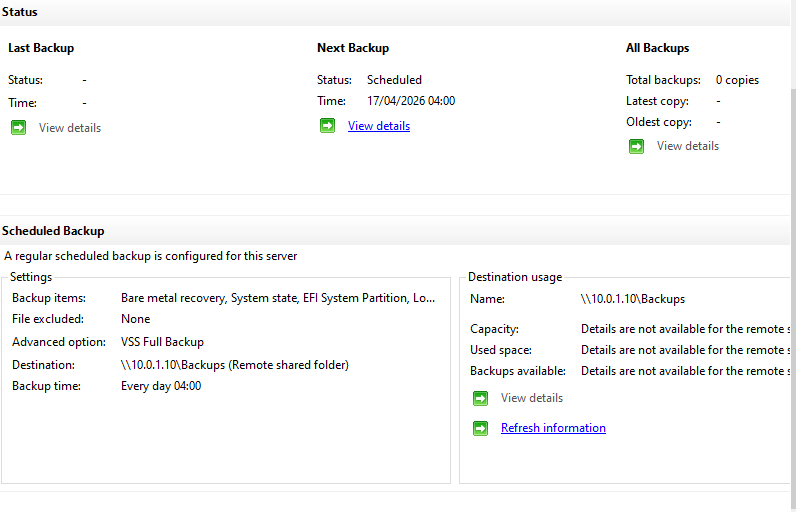 Status
Last Backup
Status: -
Time: -
View details
Next Backup
Status: Scheduled
Time: 17/04/2026 04:00
View details
All Backups
Total backups: 0 copies
Latest copy: -
Oldest copy: -
View details
Scheduled Backup
A regular scheduled backup is configured for this server
Settings
Backup items: Bare metal recovery, System state, EFI System Partition, Lo...
File excluded: None
Advanced option: VSS Full Backup
Destination: \\10.0.1.10\Backups (Remote shared folder)
Backup time: Every day 04:00
Destination usage
Name: \\10.0.1.10\Backups
Capacity: Details are not available for the remote s
Used space: Details are not available for the remote s
Backups available: Details are not available for the remote s
View details
Refresh information